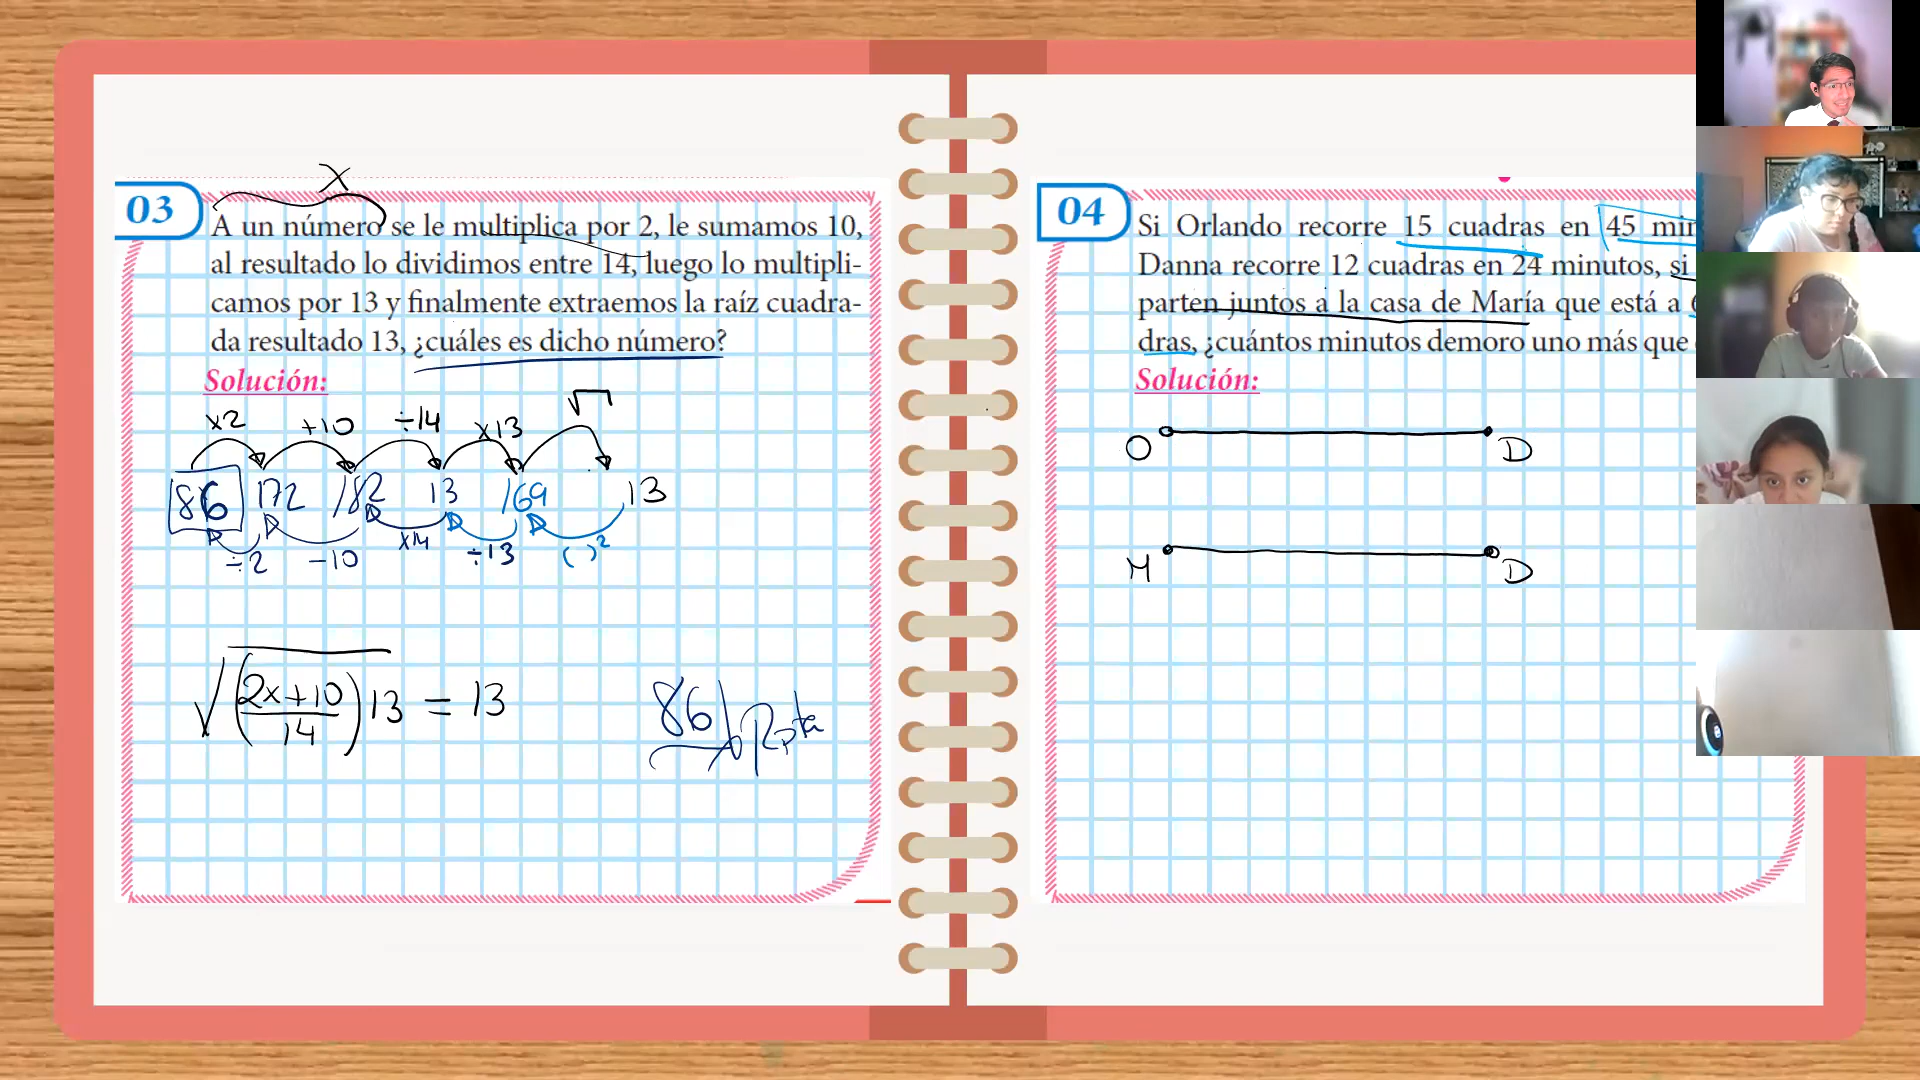 03
x
A un número se le multiplica por 2, le sumamos 10,
al resultado lo dividimos entre 14, luego lo multipli-
camos por 13 y finalmente extraemos la raíz cuadra-
da resultado 13, ¿cuáles es dicho número?
Solución:
×2 +10 ÷14 ×13 √
86 172 182 13 169 13
÷2 -10 ×14 ÷13 ( )²
√((2x+10)/14)13 = 13
86 Rpta
04
Si Orlando recorre 15 cuadras en 45 min
Danna recorre 12 cuadras en 24 minutos, si
parten juntos a la casa de María que está a
dras, ¿cuántos minutos demoro uno más que
Solución:
O D
M D